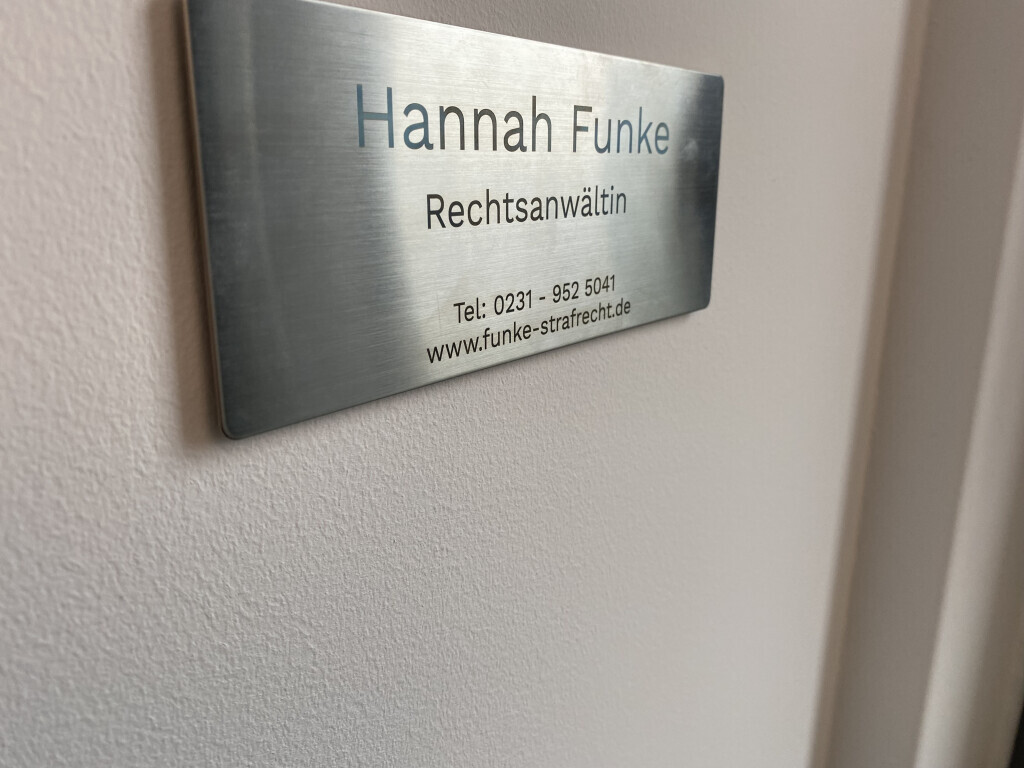 Hannah Funke
Rechtsanwältin
Tel: 0231 - 952 5041
www.funke-strafrecht.de